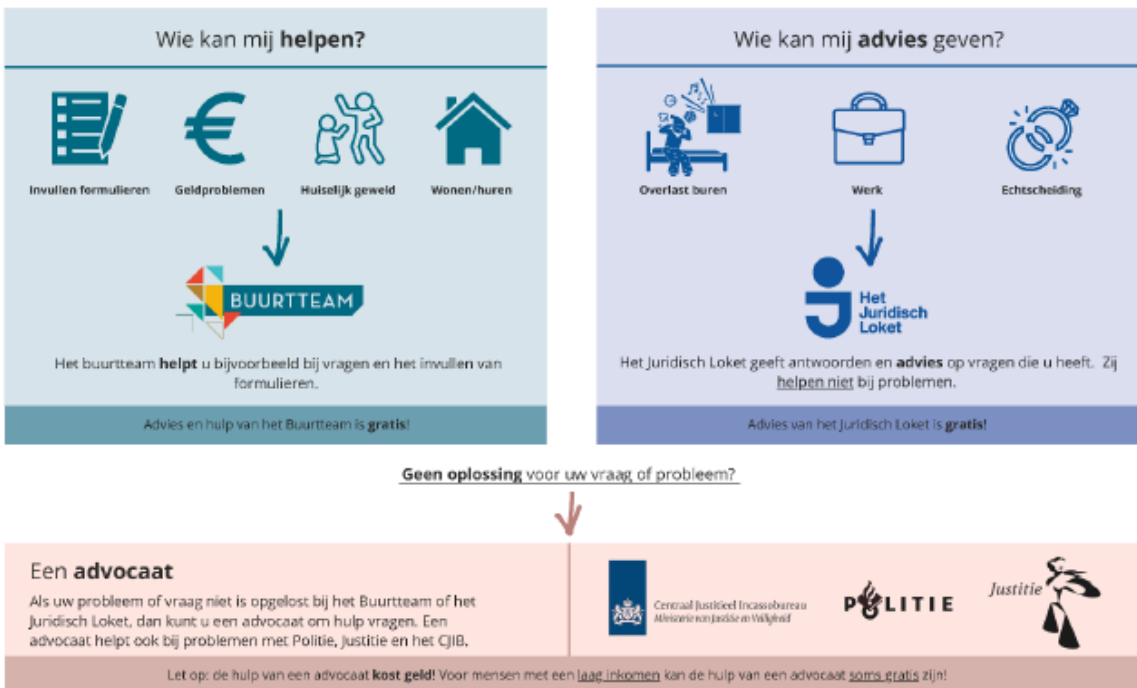 Wie kan mij helpen?
Invullen formulieren
Geldproblemen
Huiselijk geweld
Wonen/huren
BUURTTEAM
Het buurtteam helpt u bijvoorbeeld bij vragen en het invullen van
formulieren.
Advies en hulp van het Buurtteam is gratis!
Wie kan mij advies geven?
Overlast buren
Werk
Echtscheiding
Het
Juridisch
Loket
Het Juridisch Loket geeft antwoorden en advies op vragen die u heeft. Zij
helpen niet bij problemen.
Advies van het Juridisch Loket is gratis!
Geen oplossing voor uw vraag of probleem?
Een advocaat
Als uw probleem of vraag niet is opgelost bij het Buurtteam of het
Juridisch Loket, dan kunt u een advocaat om hulp vragen. Een
advocaat helpt ook bij problemen met Politie, Justitie en het CJIB.
Centraal Justitieel Incassobureau
Ministerie van Justitie en Veiligheid
POLITIE
Justitie
Let op: de hulp van een advocaat kost geld! Voor mensen met een laag inkomen kan de hulp van een advocaat soms gratis zijn!